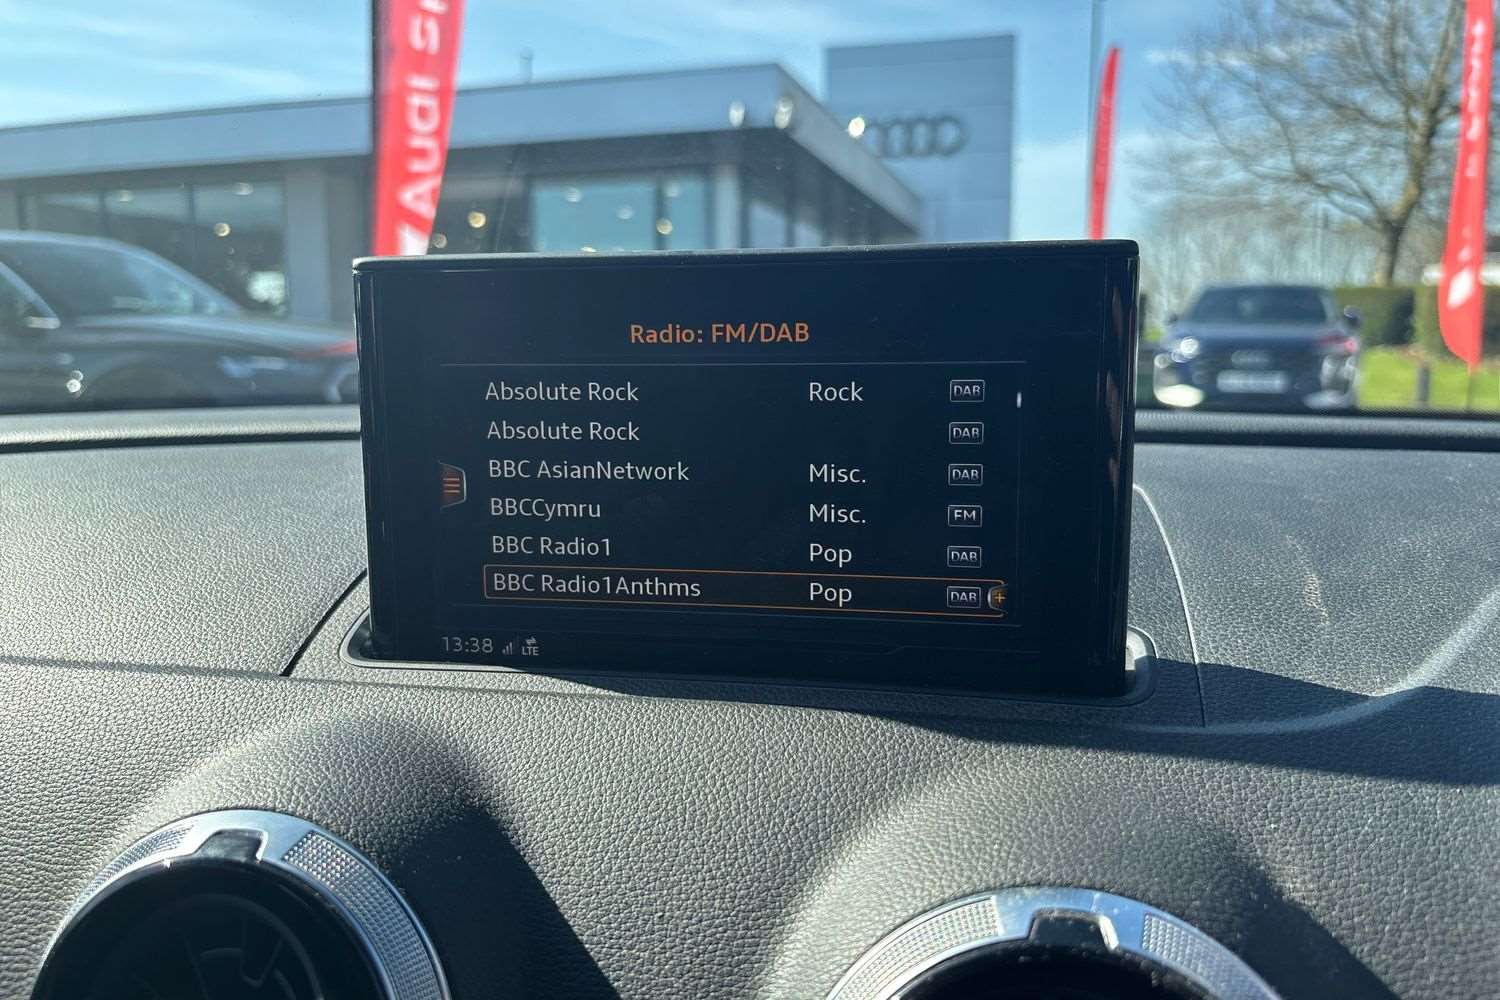 Audi
Radio: FM/DAB
Absolute Rock Rock DAB
Absolute Rock DAB
BBC AsianNetwork Misc. DAB
BBCCymru Misc. FM
BBC Radio1 Pop DAB
BBC Radio1Anthms Pop DAB +
13:38 LTE